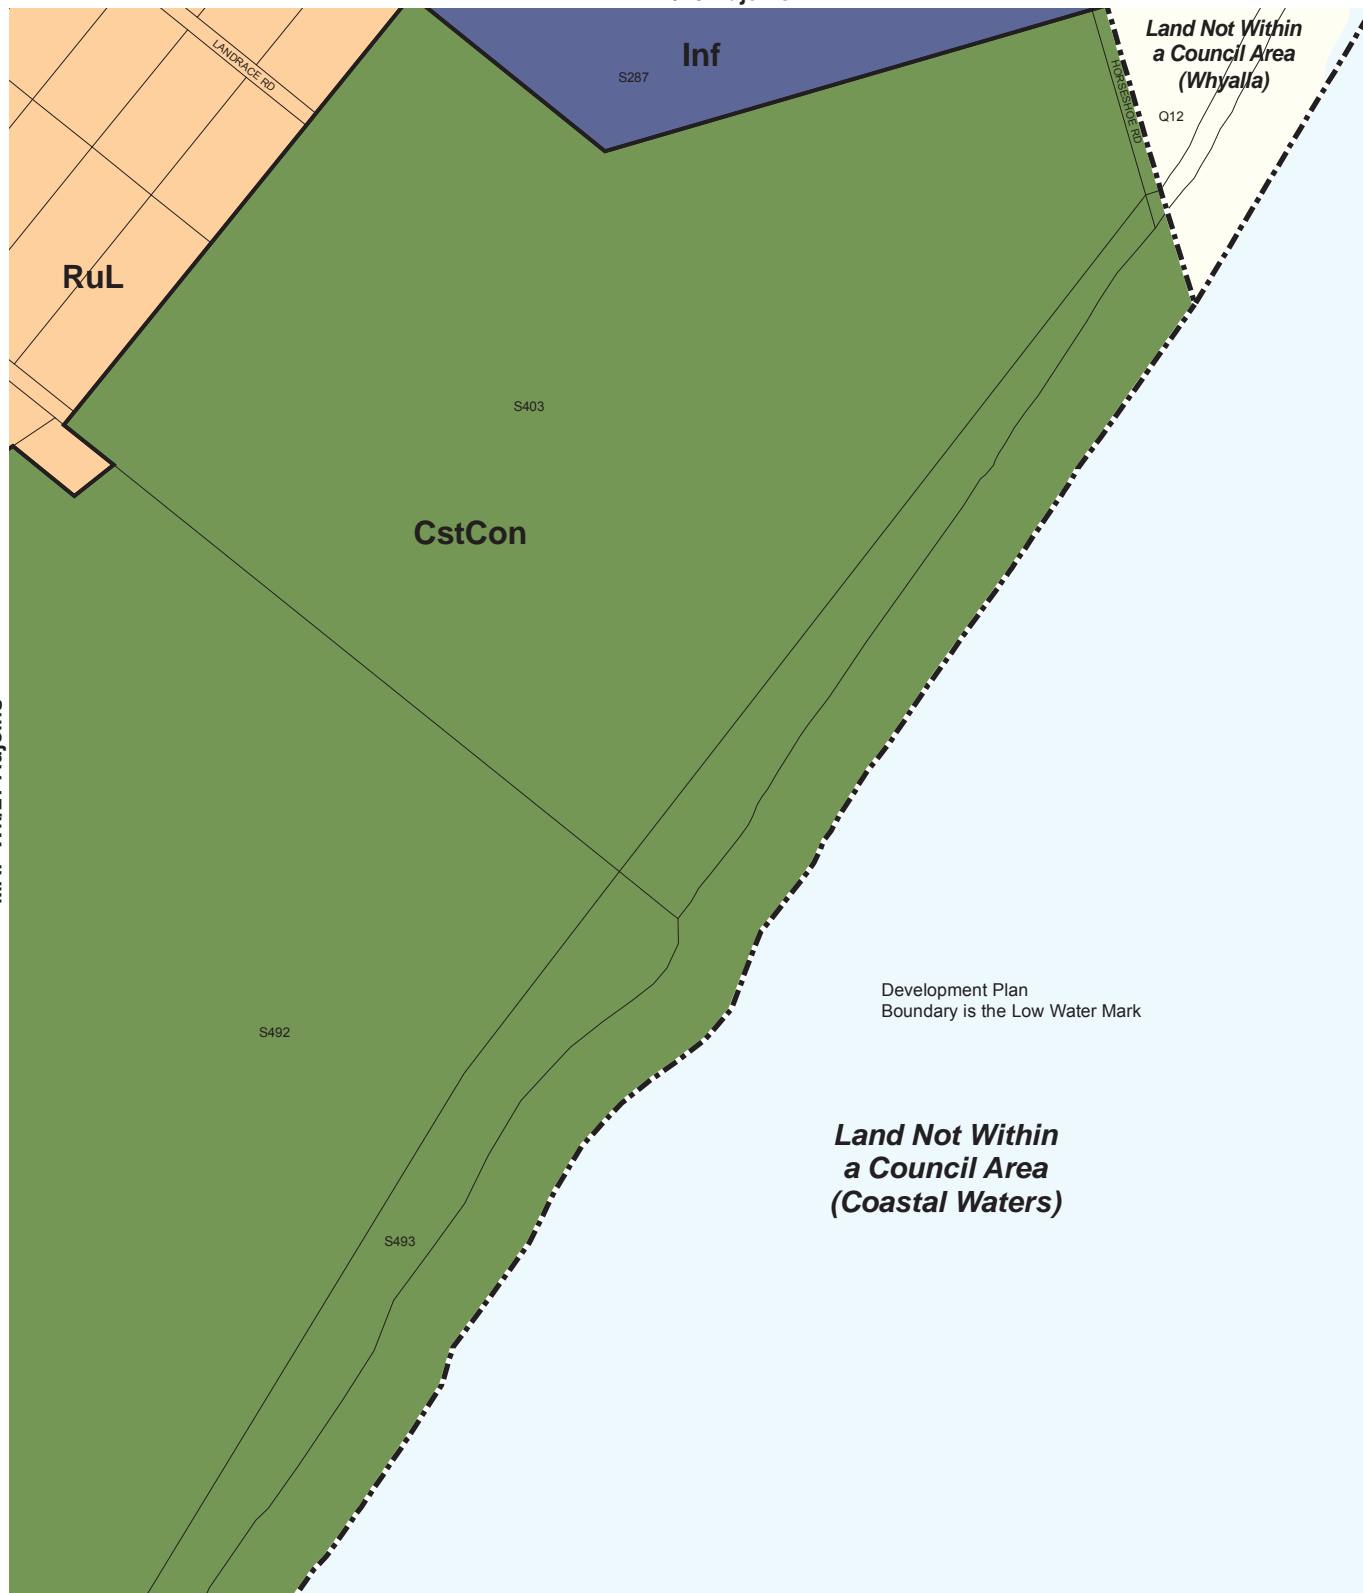 Inf
S287
Land Not Within
a Council Area
(Whyalla)
LANDRACE RD
HORSESHOE RD
Q12
RuL
S403
CstCon
Development Plan
Boundary is the Low Water Mark
S492
Land Not Within
a Council Area
(Coastal Waters)
S493